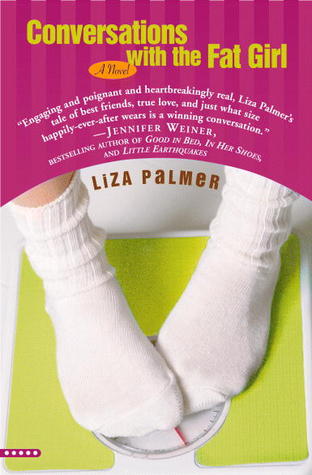 Conversations
with the Fat Girl
A Novel
"Engaging and poignant and heartbreakingly real, Liza Palmer's
tale of best friends, true love, and just what size
happily-ever-after wears is a winning conversation."
—Jennifer Weiner,
bestselling author of Good in Bed, In Her Shoes,
and Little Earthquakes
Liza Palmer